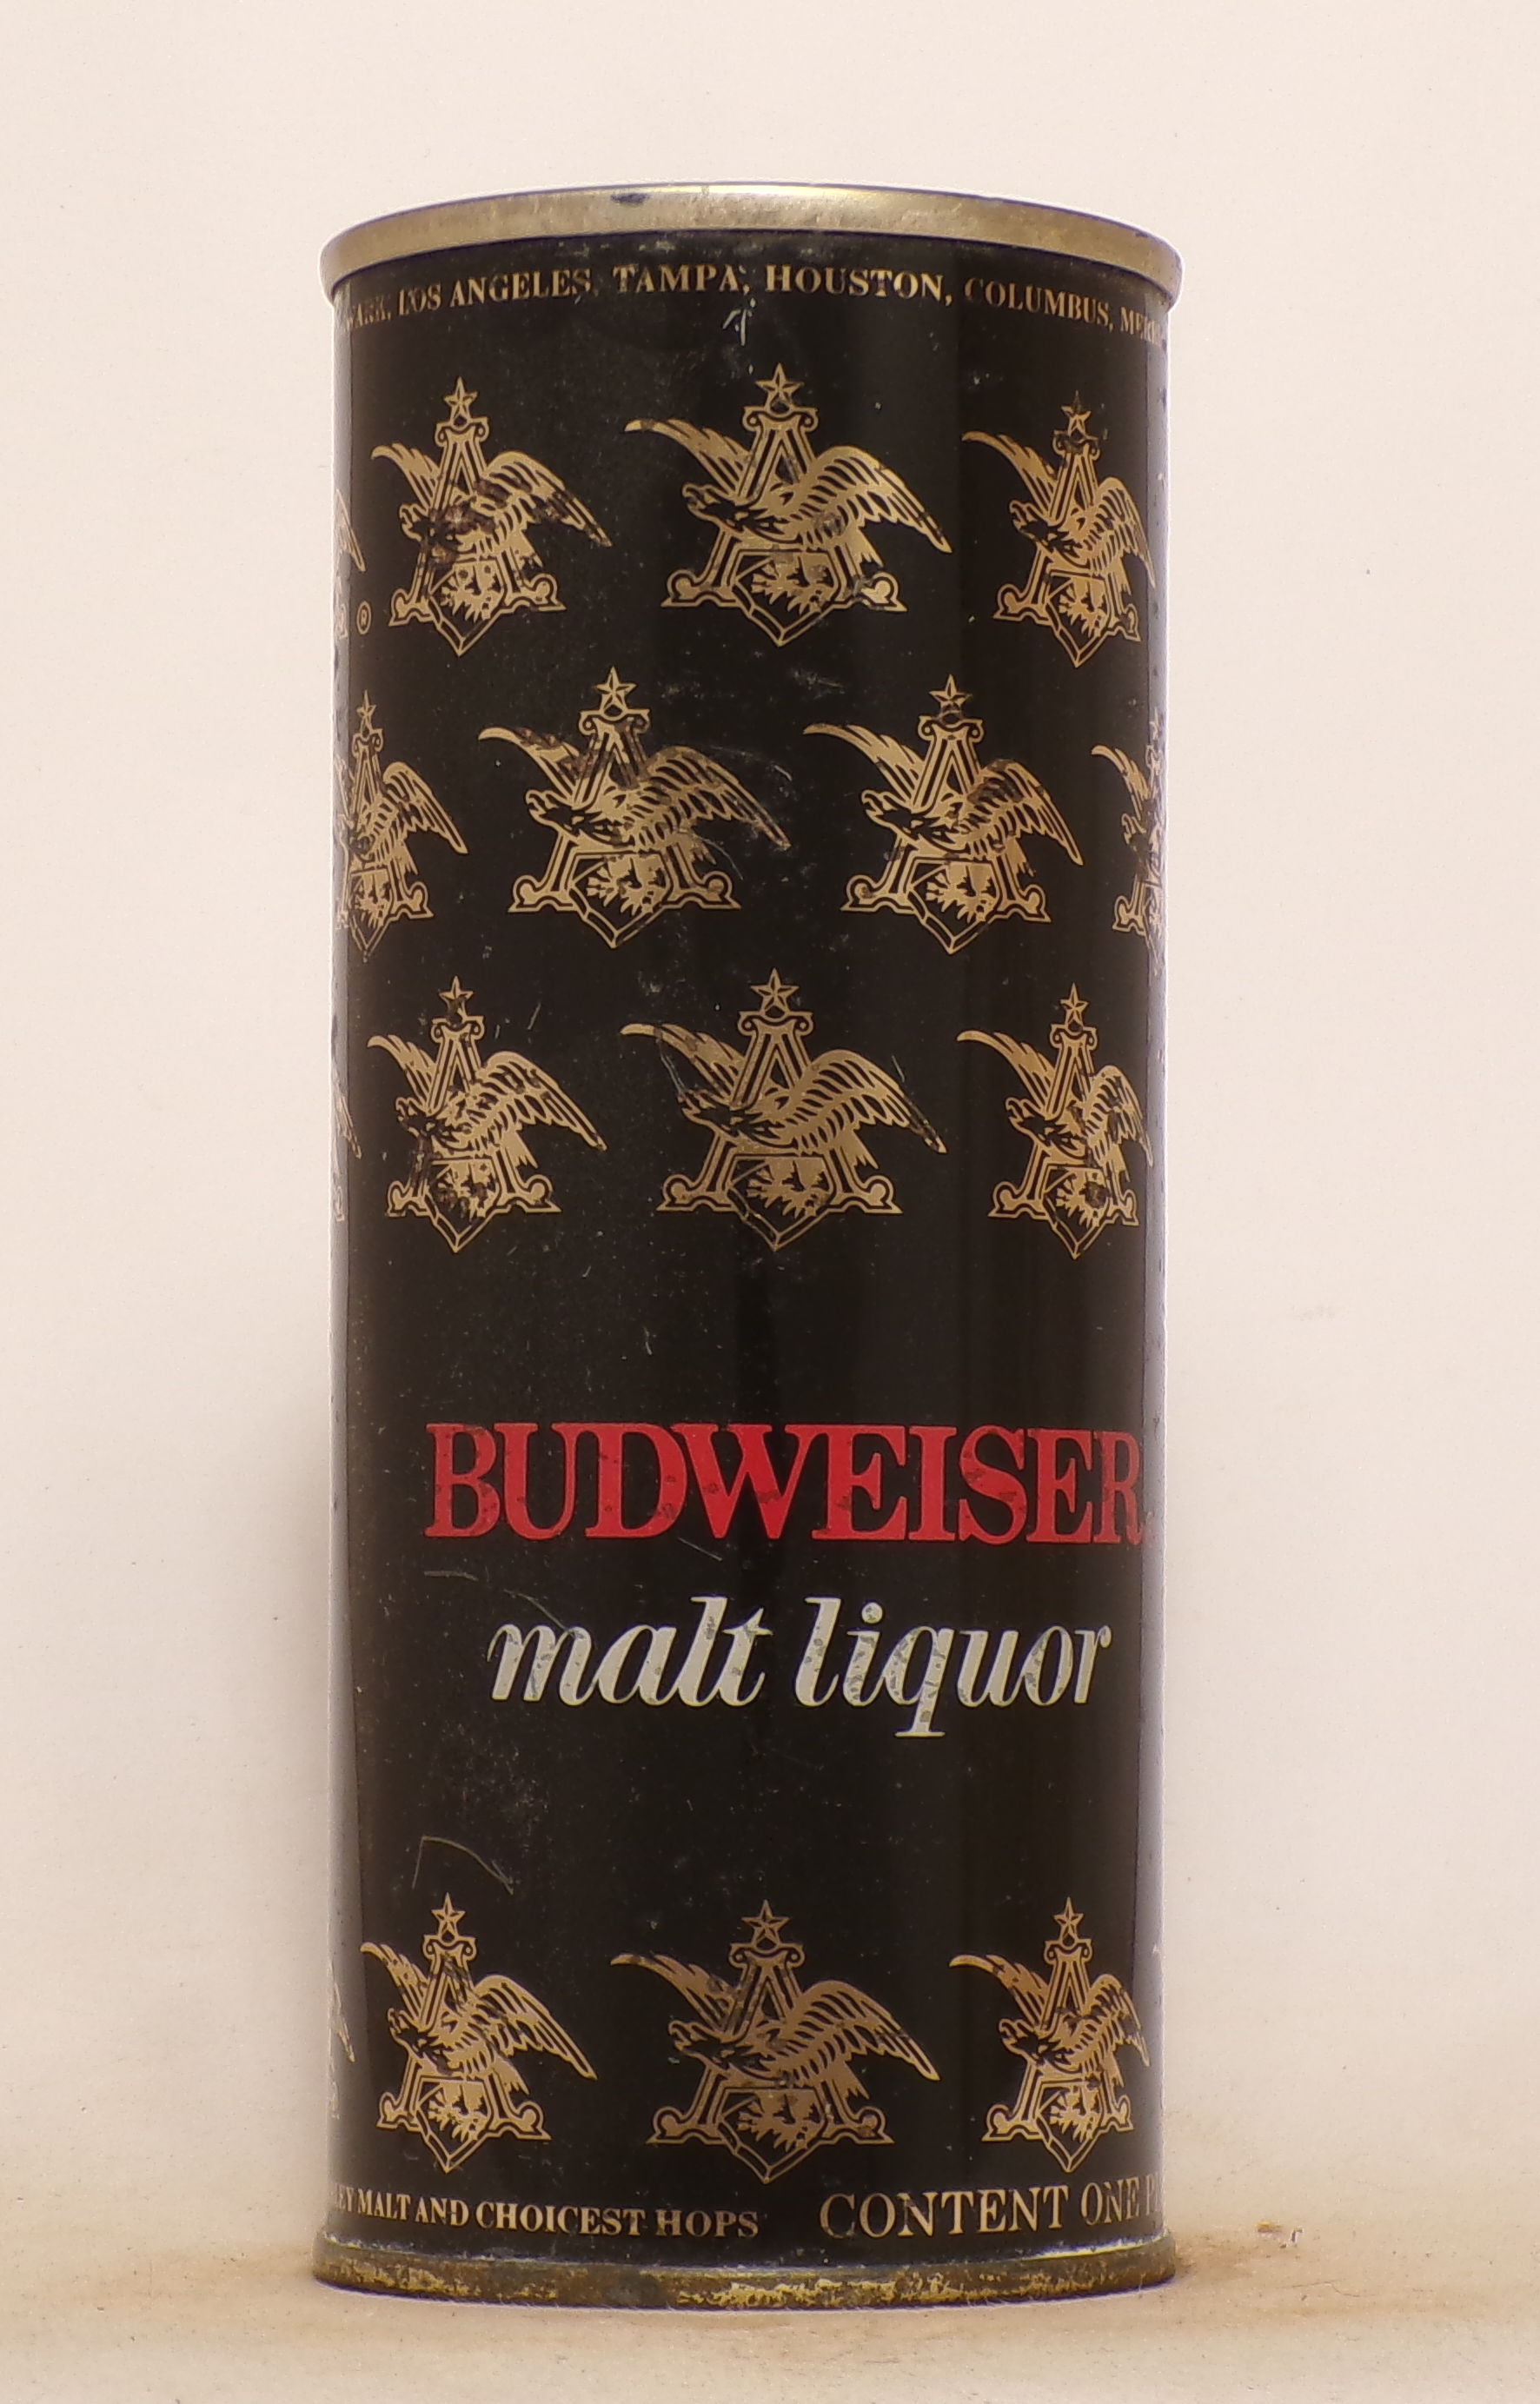 LOS ANGELES, TAMPA, HOUSTON, COLUMBUS,
®
BUDWEISER
malt liquor
MALT AND CHOICEST HOPS CONTENT ONE